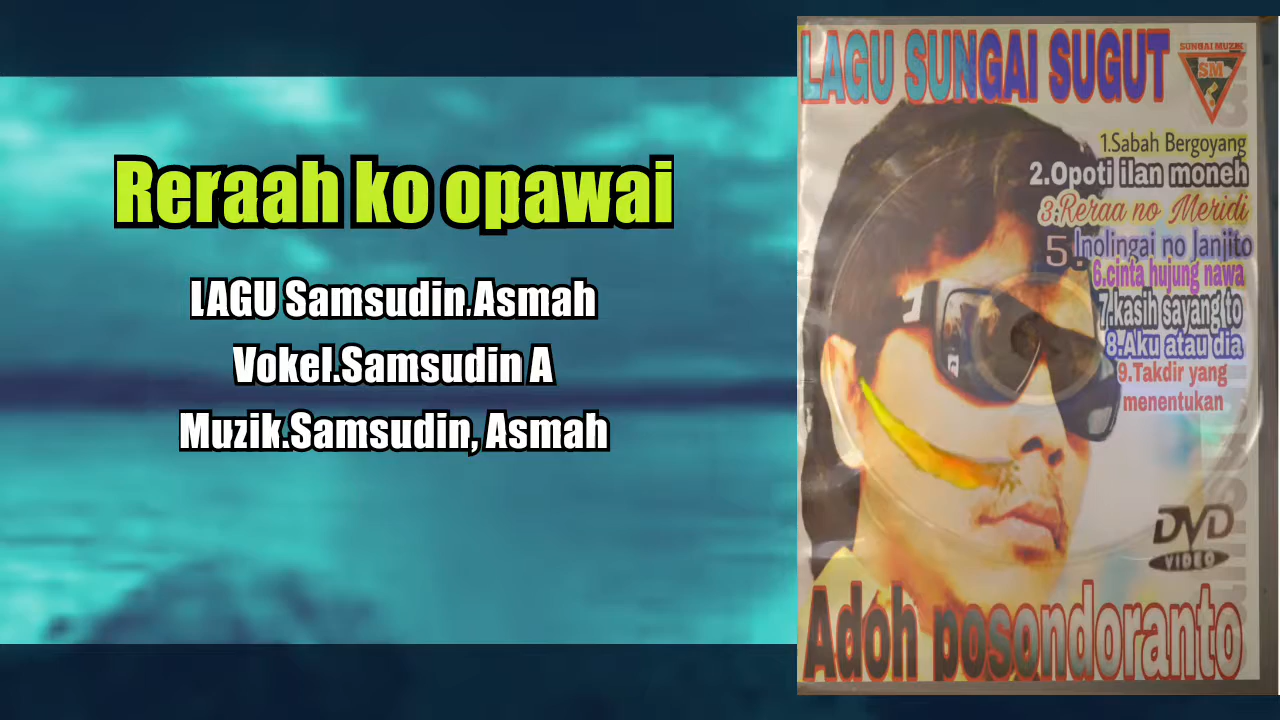 Reraah ko opawai
LAGU Samsudin.Asmah
Vokel.Samsudin A
Muzik.Samsudin, Asmah
LAGU SUNGAI SUGUT
SUNGAI MUZIK
SM
1.Sabah Bergoyang
2.Opoti ilan moneh
3.Reraa no Meridi
5. Inolingai no Janjito
6.cinta hujung nawa
7.kasih sayang to
8.Aku atau dia
9.Takdir yang
menentukan
DVD
VIDEO
Adoh posondoranto